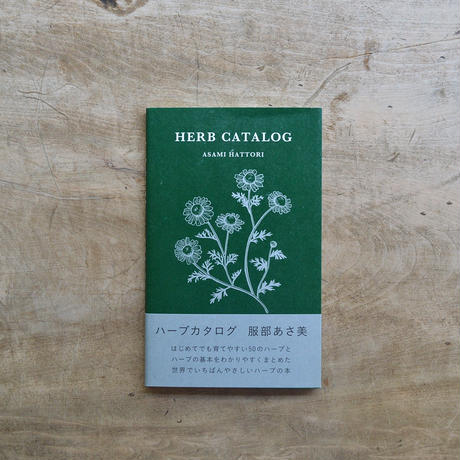 HERB CATALOG
ASAMI HATTORI
ハーブカタログ 服部あさ美
はじめてでも育てやすい50のハーブと
ハーブの基本をわかりやすくまとめた
世界でいちばんやさしいハーブの本